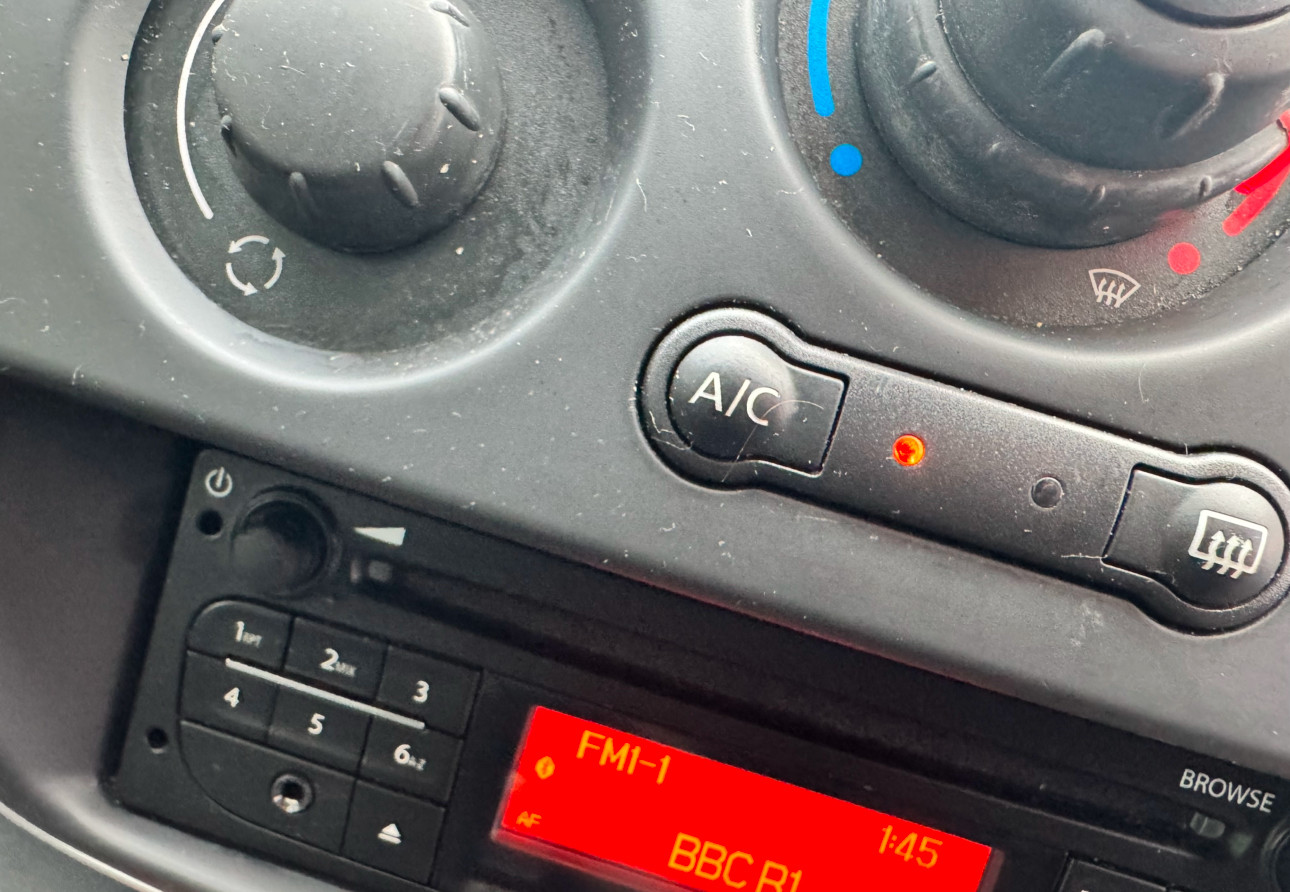 A/C
1RPT
2MIX
3
4
5
6A-Z
FM1-1
BROWSE
1:45
AF
BBC R1